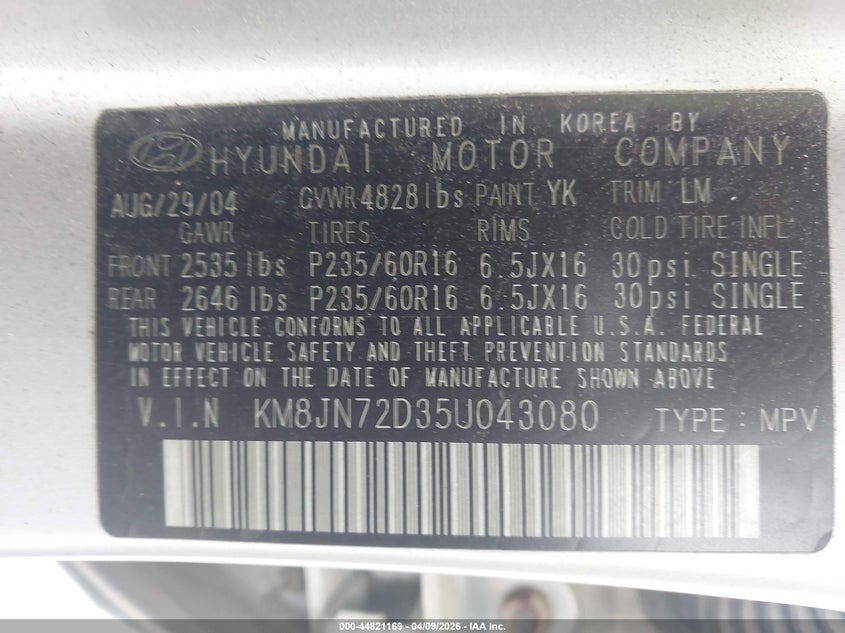 MANUFACTURED IN KOREA BY
HYUNDAI MOTOR COMPANY
AUG/29/04 GVWR4828lbs PAINT YK TRIM LM
GAWR TIRES RIMS COLD TIRE INFL
FRONT 2535lbs P235/60R16 6.5JX16 30psi SINGLE
REAR 2646lbs P235/60R16 6.5JX16 30psi SINGLE
THIS VEHICLE CONFORMS TO ALL APPLICABLE U.S.A. FEDERAL
MOTOR VEHICLE SAFETY AND THEFT PREVENTION STANDARDS
IN EFFECT ON THE DATE OF MANUFACTURE SHOWN ABOVE
V.I.N KM8JN72D35U043080 TYPE : MPV
000-44821169 | 04/09/2026 | IAA Inc.